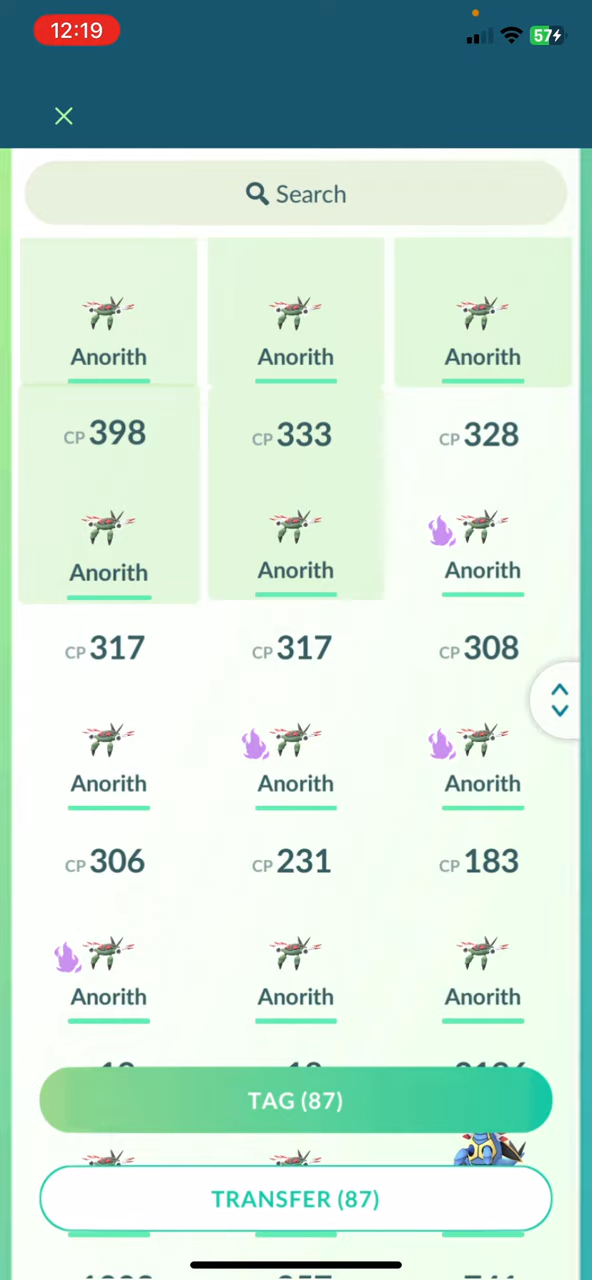 12:19
57
Search
Anorith Anorith Anorith
CP 398 CP 333 CP 328
Anorith Anorith Anorith
CP 317 CP 317 CP 308
Anorith Anorith Anorith
CP 306 CP 231 CP 183
Anorith Anorith Anorith
TAG (87)
TRANSFER (87)